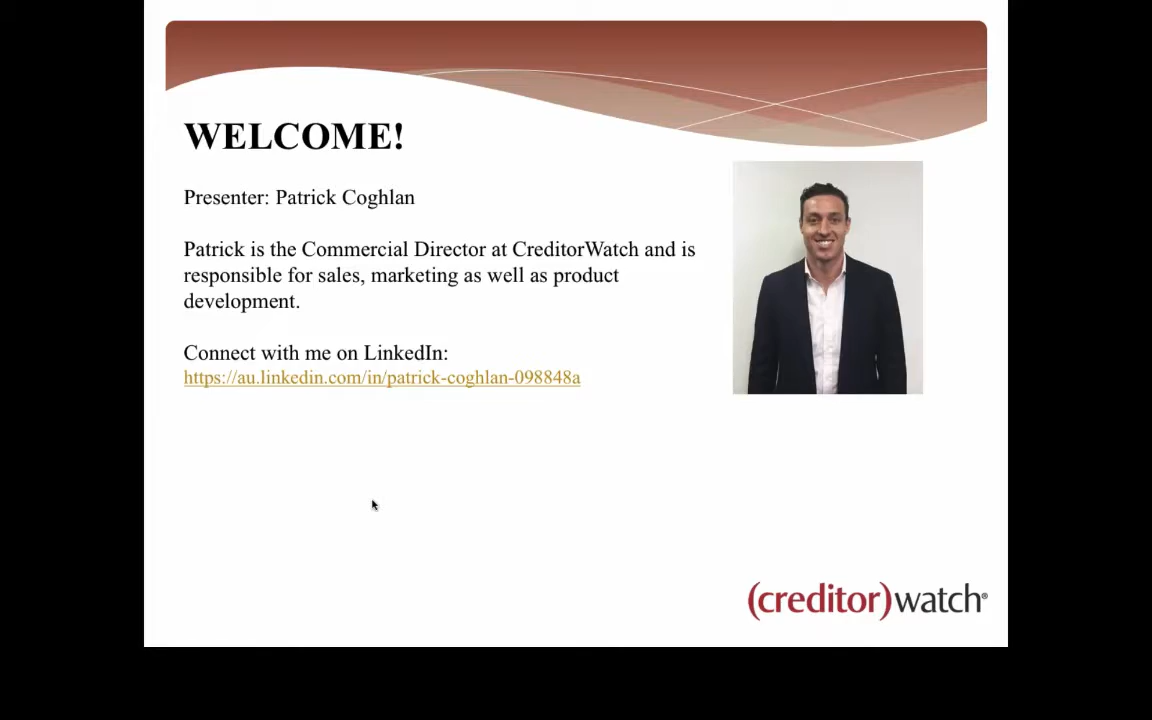 WELCOME!
Presenter: Patrick Coghlan
Patrick is the Commercial Director at CreditorWatch and is
responsible for sales, marketing as well as product
development.
Connect with me on LinkedIn:
https://au.linkedin.com/in/patrick-coghlan-098848a
(creditor)watch®